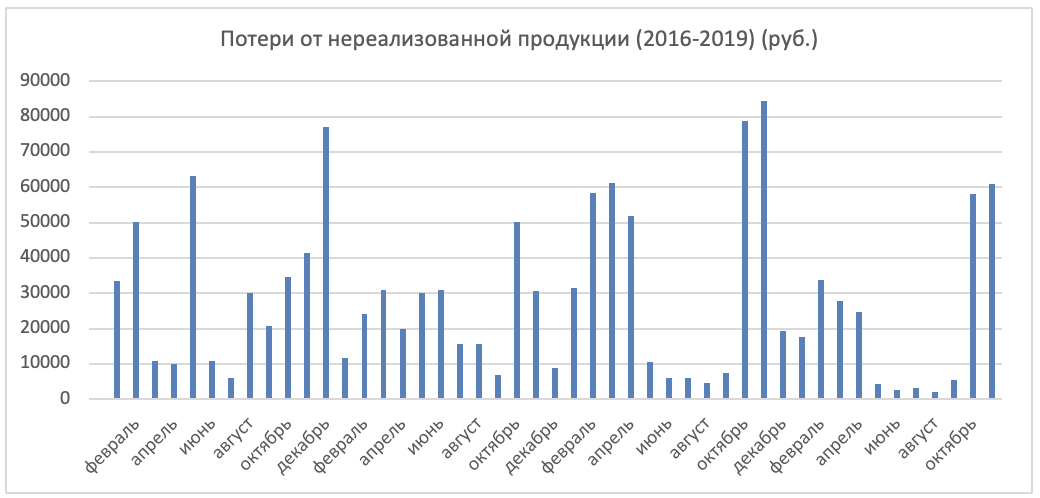 Потери от нереализованной продукции (2016-2019) (руб.)
90000
80000
70000
60000
50000
40000
30000
20000
10000
0
февраль
апрель
июнь
август
октябрь
декабрь
февраль
апрель
июнь
август
октябрь
декабрь
февраль
апрель
июнь
август
октябрь
декабрь
февраль
апрель
июнь
август
октябрь